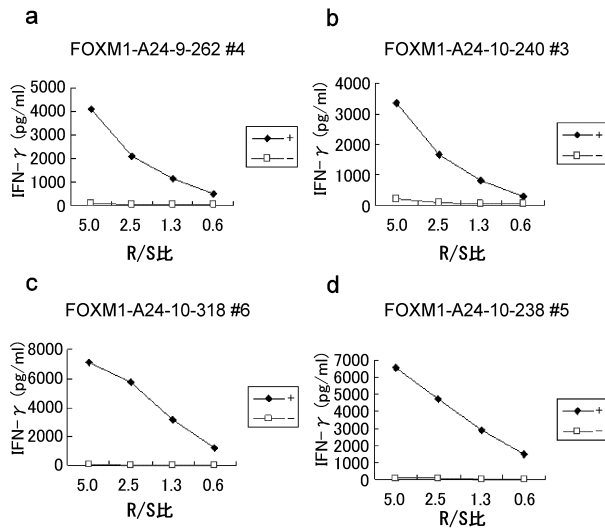 a
FOXM1-A24-9-262 #4
IFN-γ (pg/ml)
5000
4000
3000
2000
1000
0
5.0 2.5 1.3 0.6
R/S比
+
-
b
FOXM1-A24-10-240 #3
IFN-γ (pg/ml)
4000
3000
2000
1000
0
5.0 2.5 1.3 0.6
R/S比
+
-
c
FOXM1-A24-10-318 #6
IFN-γ (pg/ml)
8000
6000
4000
2000
0
5.0 2.5 1.3 0.6
R/S比
+
-
d
FOXM1-A24-10-238 #5
IFN-γ (pg/ml)
7000
6000
5000
4000
3000
2000
1000
0
5.0 2.5 1.3 0.6
R/S比
+
-